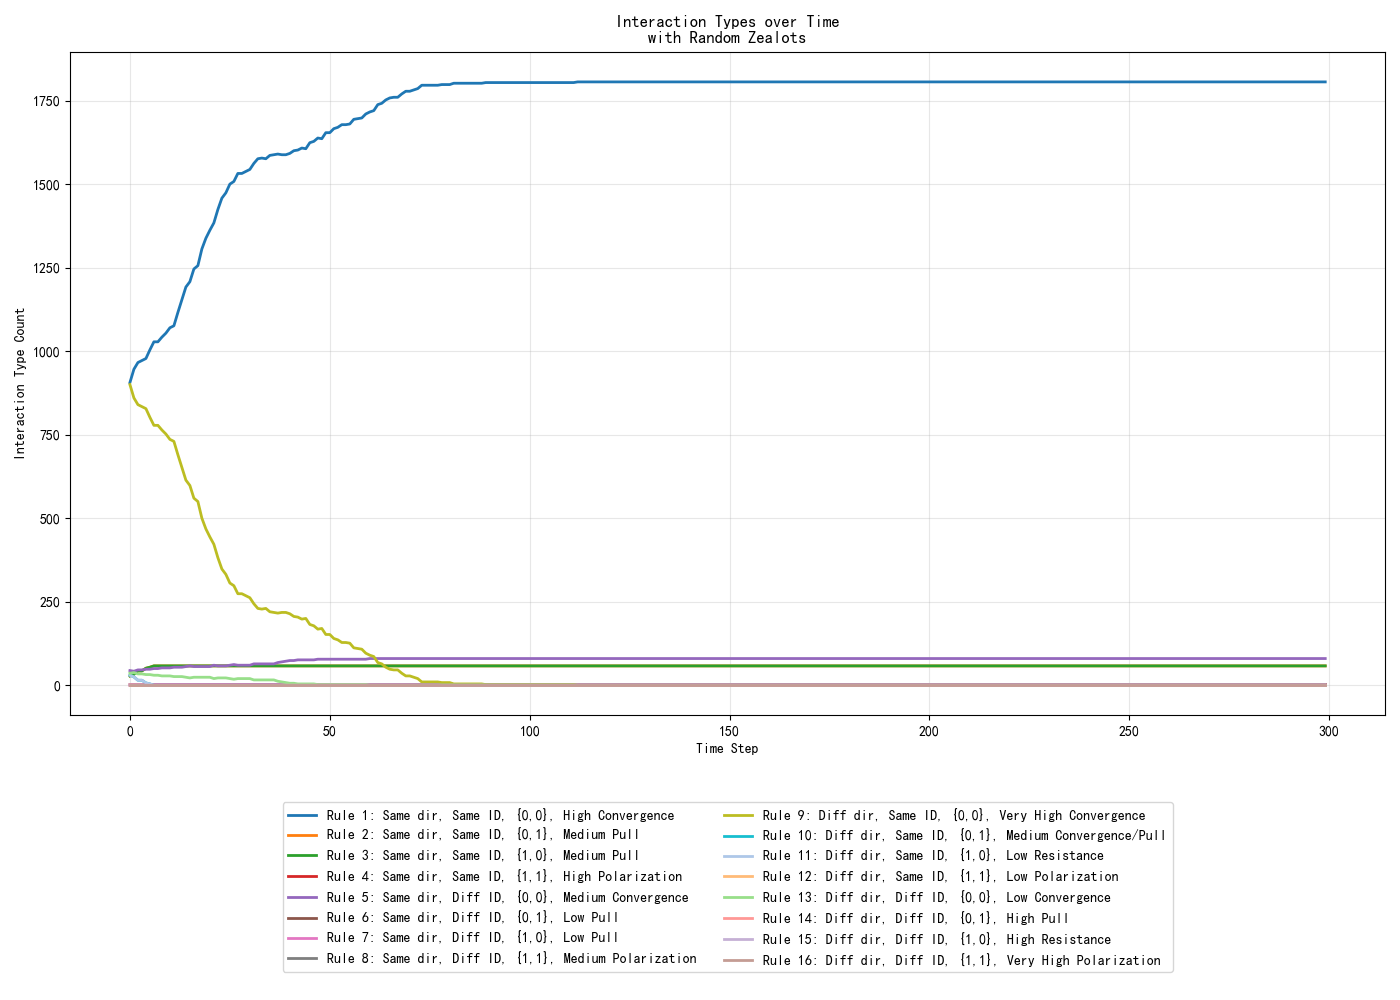 Interaction Types over Time
with Random Zealots
Interaction Type Count
1750
1500
1250
1000
750
500
250
0
0
50
100
150
200
250
300
Time Step
Rule 1: Same dir, Same ID, {0,0}, High Convergence
Rule 2: Same dir, Same ID, {0,1}, Medium Pull
Rule 3: Same dir, Same ID, {1,0}, Medium Pull
Rule 4: Same dir, Same ID, {1,1}, High Polarization
Rule 5: Same dir, Diff ID, {0,0}, Medium Convergence
Rule 6: Same dir, Diff ID, {0,1}, Low Pull
Rule 7: Same dir, Diff ID, {1,0}, Low Pull
Rule 8: Same dir, Diff ID, {1,1}, Medium Polarization
Rule 9: Diff dir, Same ID, {0,0}, Very High Convergence
Rule 10: Diff dir, Same ID, {0,1}, Medium Convergence/Pull
Rule 11: Diff dir, Same ID, {1,0}, Low Resistance
Rule 12: Diff dir, Same ID, {1,1}, Low Polarization
Rule 13: Diff dir, Diff ID, {0,0}, Low Convergence
Rule 14: Diff dir, Diff ID, {0,1}, High Pull
Rule 15: Diff dir, Diff ID, {1,0}, High Resistance
Rule 16: Diff dir, Diff ID, {1,1}, Very High Polarization